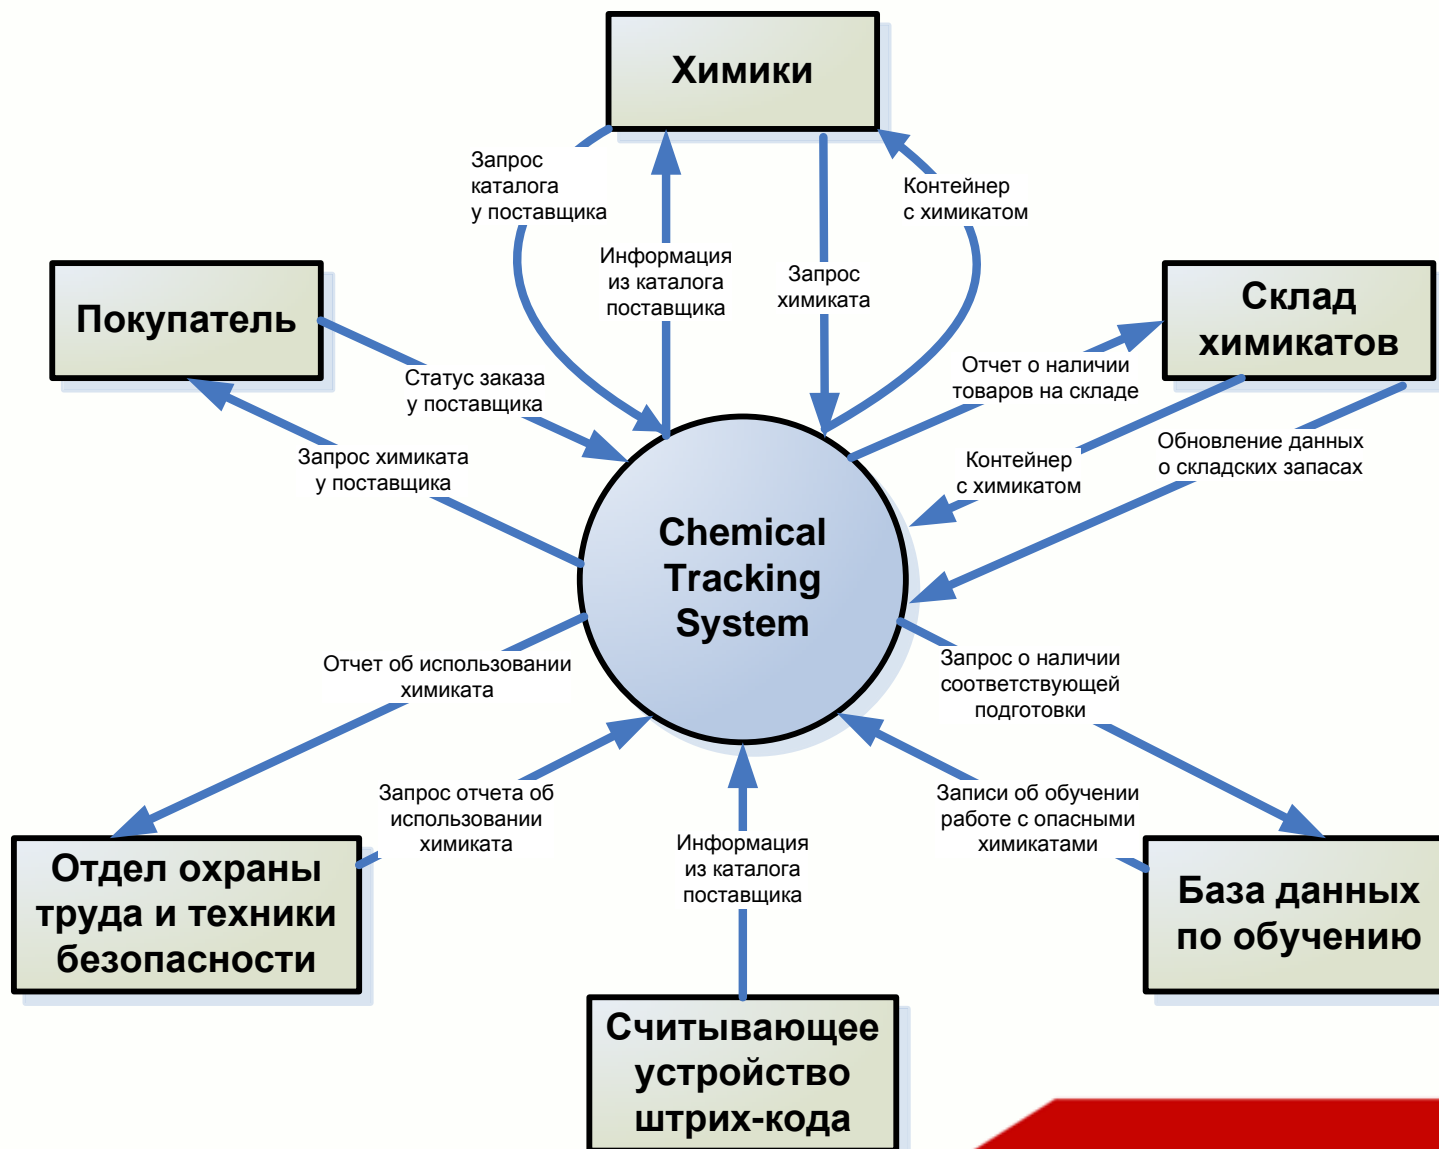 Химики
Запрос
каталога
у поставщика
Контейнер
с химикатом
Информация
из каталога
поставщика
Запрос
химиката
Покупатель
Склад
химикатов
Статус заказа
у поставщика
Отчет о наличии
товаров на складе
Запрос химиката
у поставщика
Контейнер
с химикатом
Обновление данных
о складских запасах
Chemical
Tracking
System
Отчет об использовании
химиката
Запрос о наличии
соответствующей
подготовки
Запрос отчета об
использовании
химиката
Записи об обучении
работе с опасными
химикатами
Информация
из каталога
поставщика
Отдел охраны
труда и техники
безопасности
База данных
по обучению
Считывающее
устройство
штрих-кода